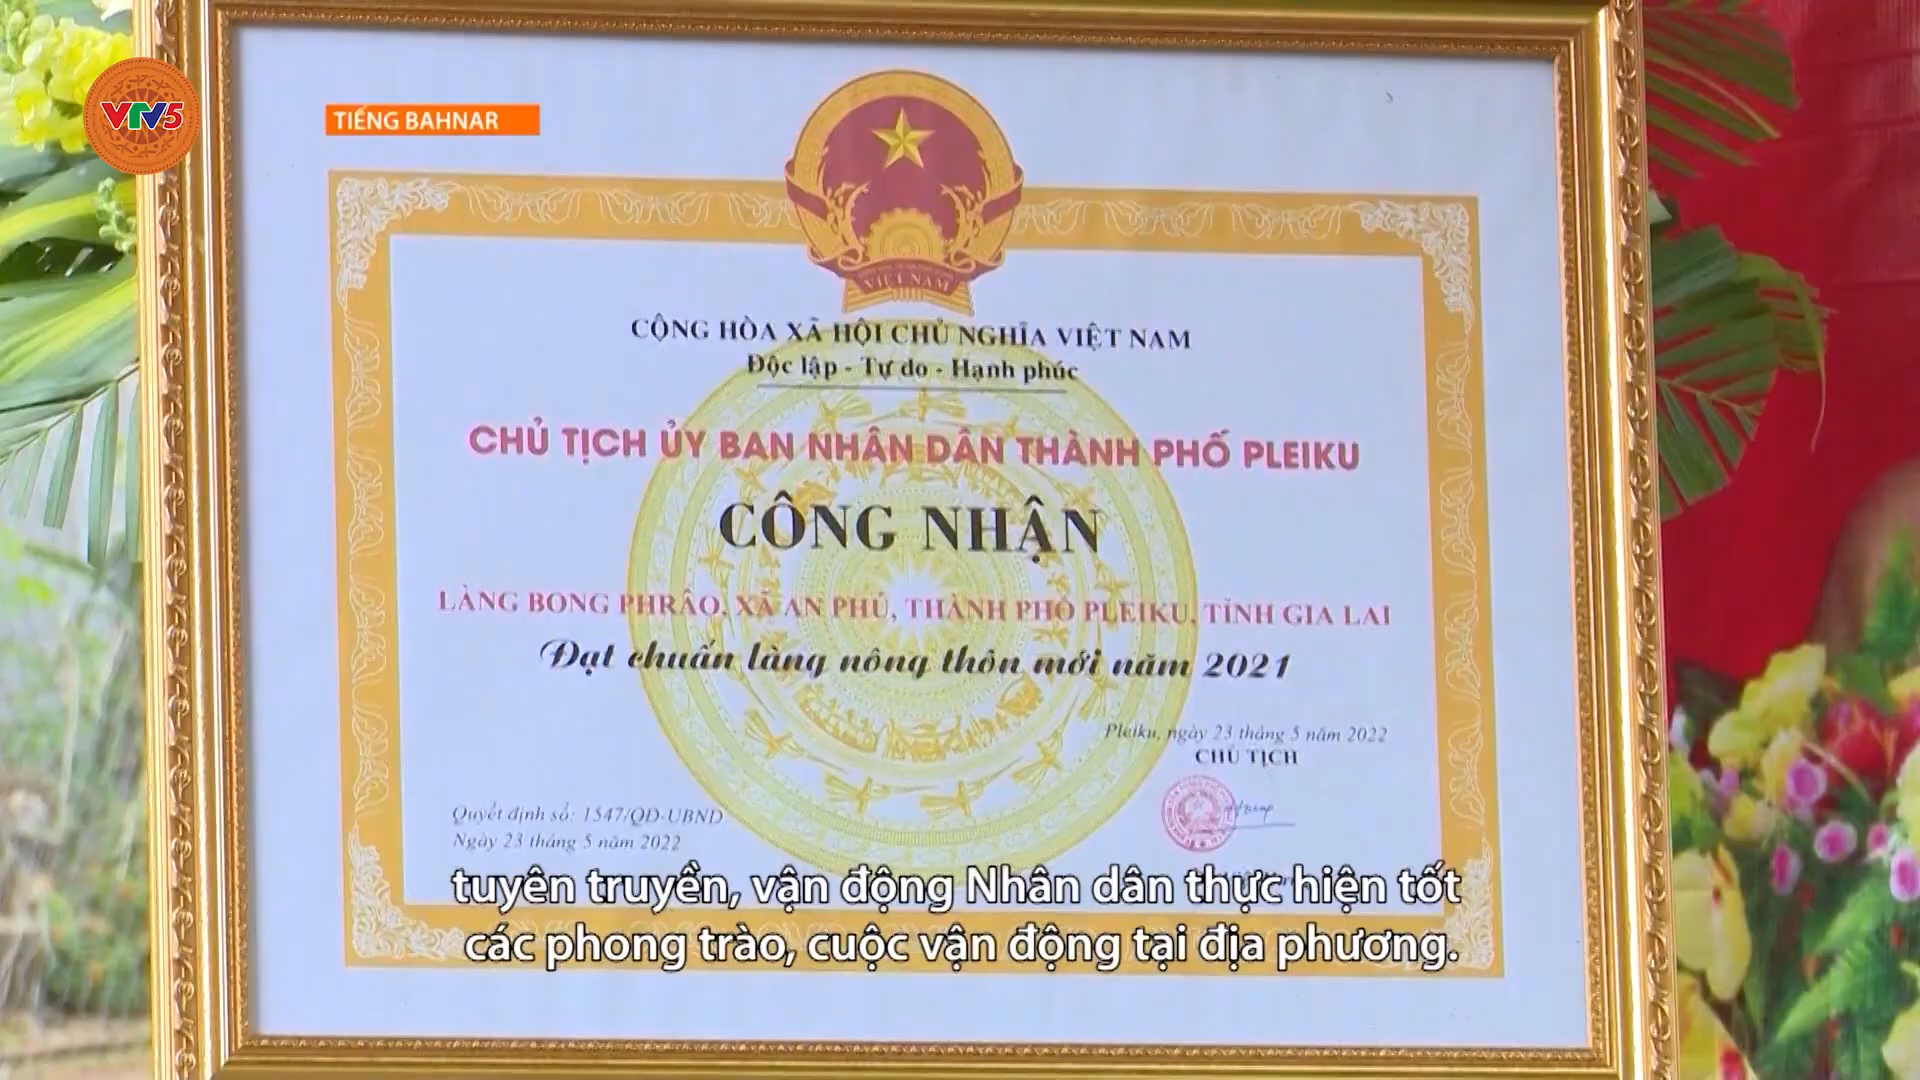 VTV5
TIẾNG BAHNAR
VIỆT NAM
CỘNG HÒA XÃ HỘI CHỦ NGHĨA VIỆT NAM
Độc lập - Tự do - Hạnh phúc
CHỦ TỊCH ỦY BAN NHÂN DÂN THÀNH PHỐ PLEIKU
CÔNG NHẬN
LÀNG BONG PHRÂO, XÃ AN PHÚ, THÀNH PHỐ PLEIKU, TỈNH GIA LAI
Đạt chuẩn làng nông thôn mới năm 2021
Pleiku, ngày 23 tháng 5 năm 2022
CHỦ TỊCH
Quyết định số: 1547/QĐ-UBND
Ngày 23 tháng 5 năm 2022
tuyên truyền, vận động Nhân dân thực hiện tốt
các phong trào, cuộc vận động tại địa phương.